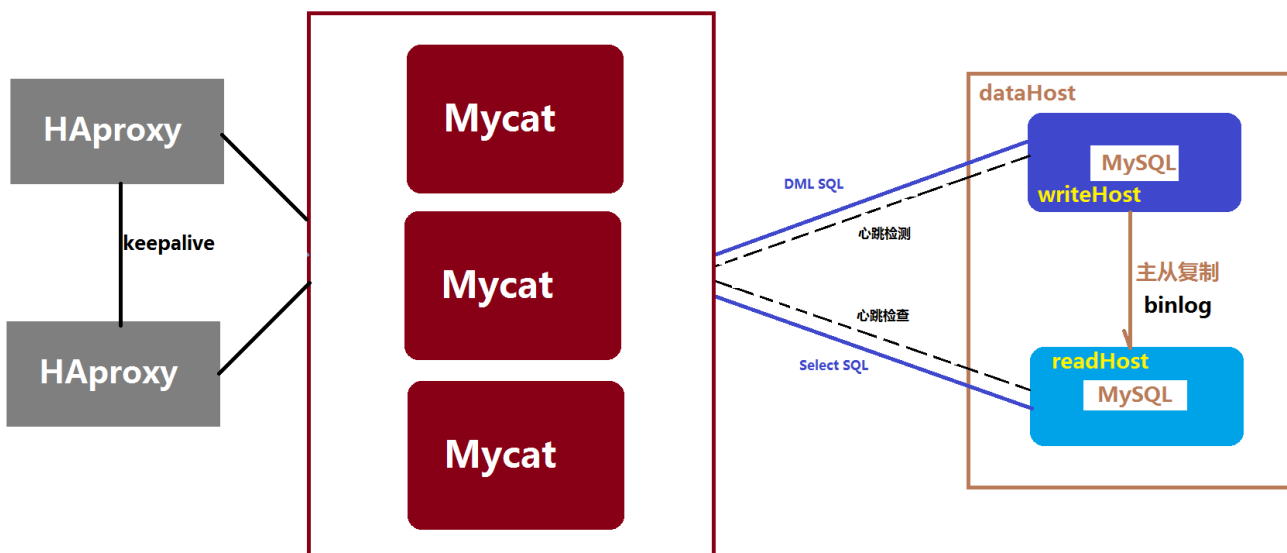 HAproxy
keepalive
HAproxy
Mycat
Mycat
Mycat
DML SQL
心跳检测
心跳检查
Select SQL
dataHost
MySQL
writeHost
主从复制
binlog
readHost
MySQL